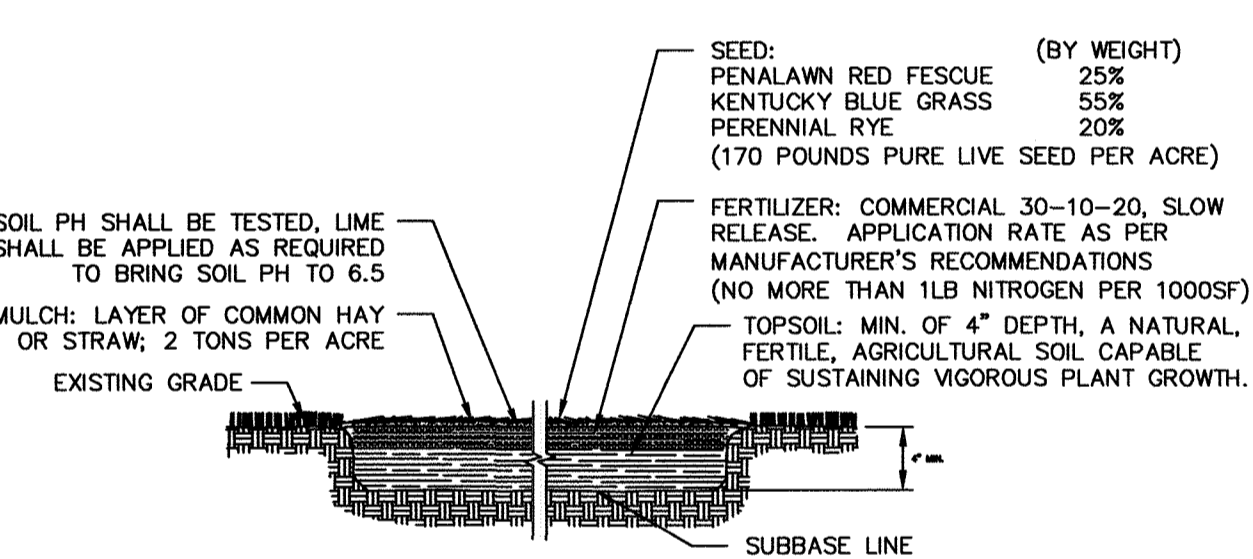 SEED: (BY WEIGHT)
PENALAWN RED FESCUE 25%
KENTUCKY BLUE GRASS 55%
PERENNIAL RYE 20%
(170 POUNDS PURE LIVE SEED PER ACRE)
SOIL PH SHALL BE TESTED, LIME
SHALL BE APPLIED AS REQUIRED
TO BRING SOIL PH TO 6.5
FERTILIZER: COMMERCIAL 30-10-20, SLOW
RELEASE. APPLICATION RATE AS PER
MANUFACTURER'S RECOMMENDATIONS
(NO MORE THAN 1LB NITROGEN PER 1000SF)
MULCH: LAYER OF COMMON HAY
OR STRAW; 2 TONS PER ACRE
TOPSOIL: MIN. OF 4" DEPTH, A NATURAL,
FERTILE, AGRICULTURAL SOIL CAPABLE
OF SUSTAINING VIGOROUS PLANT GROWTH.
EXISTING GRADE
4" MIN.
SUBBASE LINE